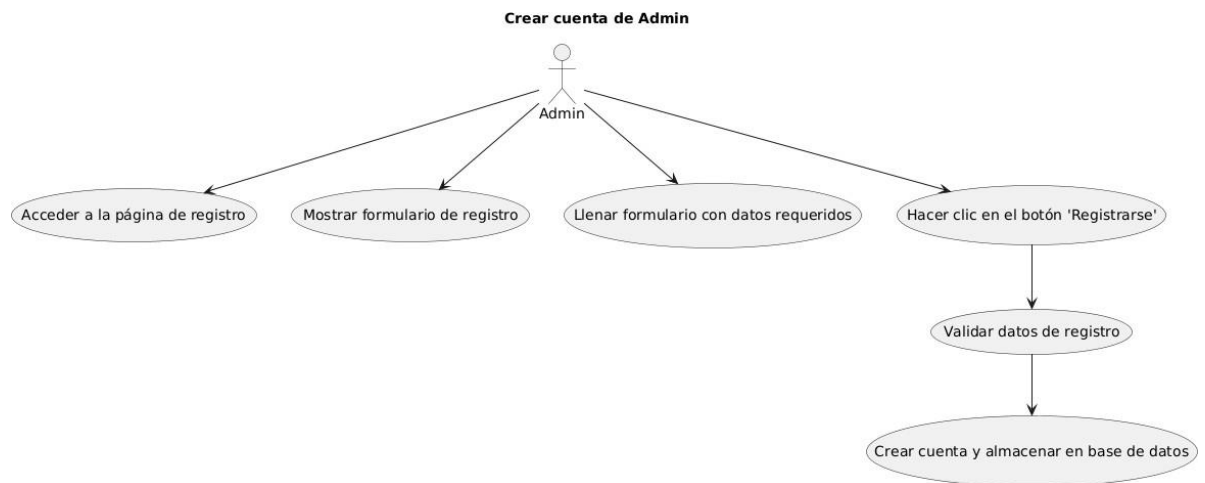 Crear cuenta de Admin
Admin
Acceder a la página de registro
Mostrar formulario de registro
Llenar formulario con datos requeridos
Hacer clic en el botón 'Registrarse'
Validar datos de registro
Crear cuenta y almacenar en base de datos